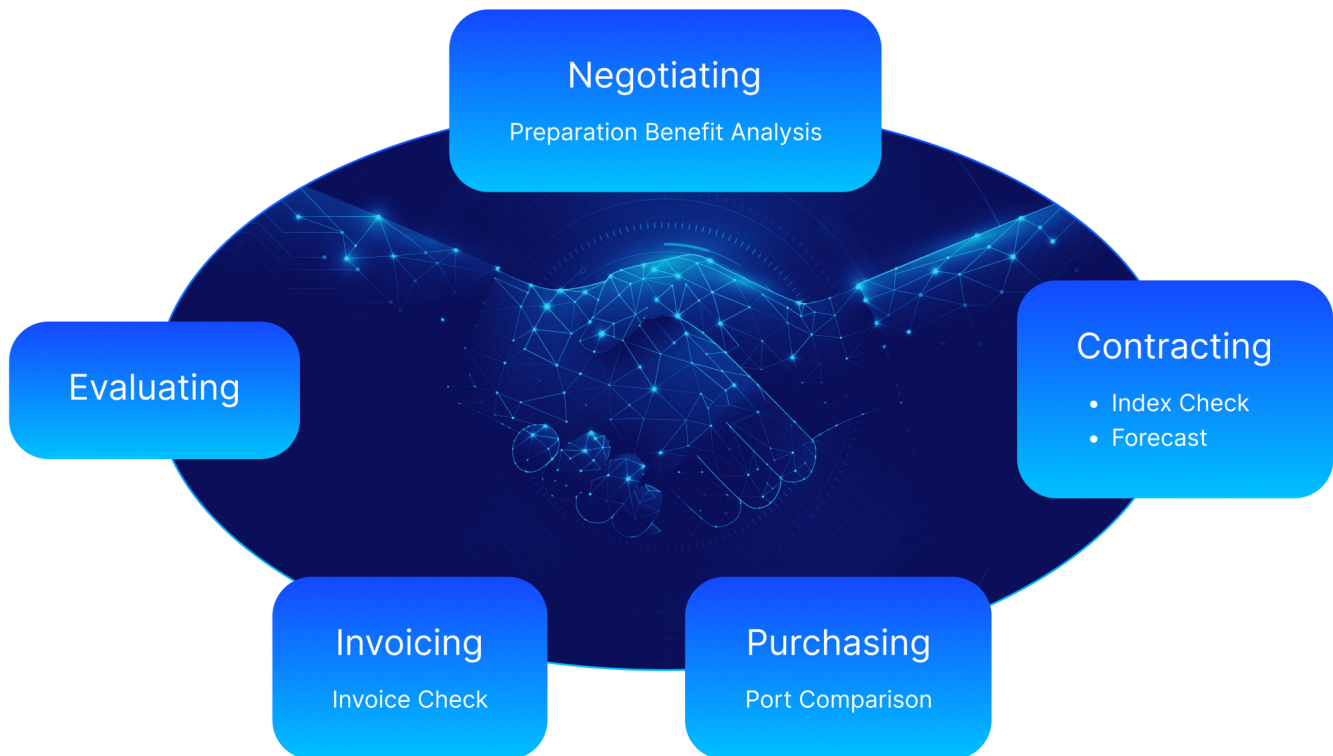 Negotiating
Preparation Benefit Analysis
Contracting
• Index Check
• Forecast
Evaluating
Invoicing
Invoice Check
Purchasing
Port Comparison